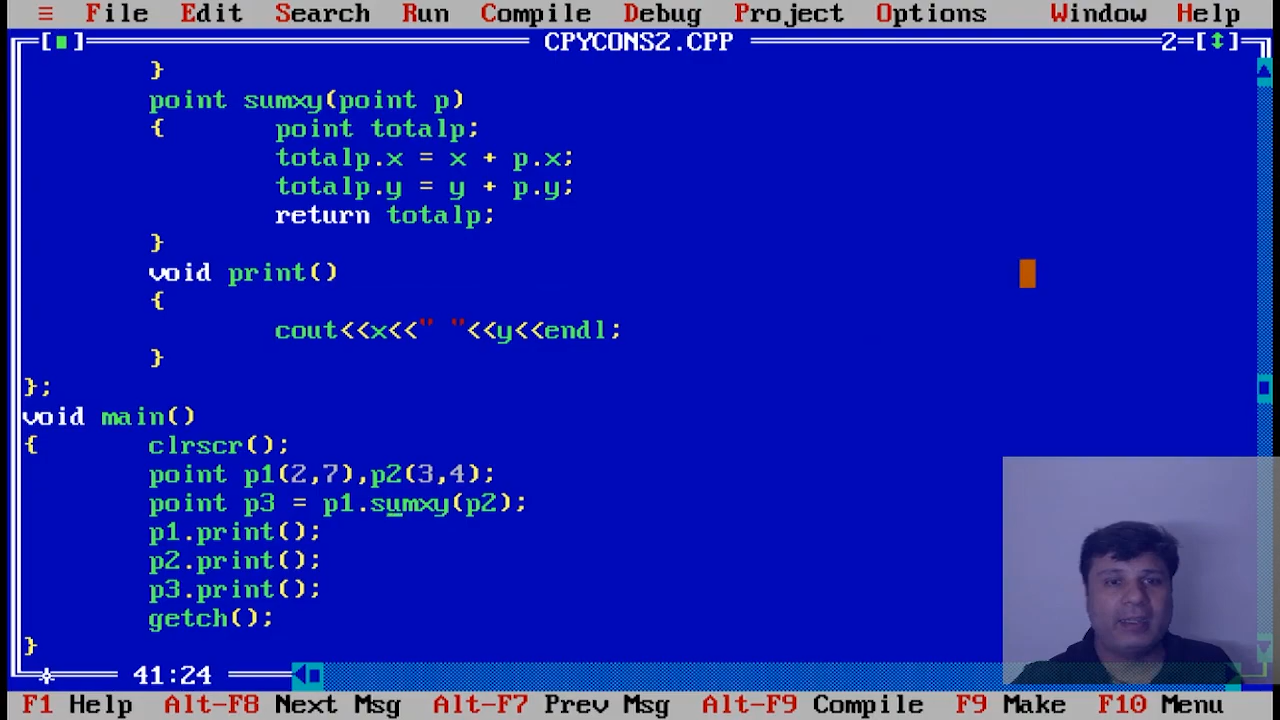 ≡ File Edit Search Run Compile Debug Project Options Window Help
[■] CPYCONS2.CPP 2=[↕]
}
point sumxy(point p)
{ point totalp;
totalp.x = x + p.x;
totalp.y = y + p.y;
return totalp;
}
void print()
{
cout<<x<<" "<<y<<endl;
}
};
void main()
{ clrscr();
point p1(2,7),p2(3,4);
point p3 = p1.sumxy(p2);
p1.print();
p2.print();
p3.print();
getch();
}
41:24
F1 Help Alt-F8 Next Msg Alt-F7 Prev Msg Alt-F9 Compile F9 Make F10 Menu